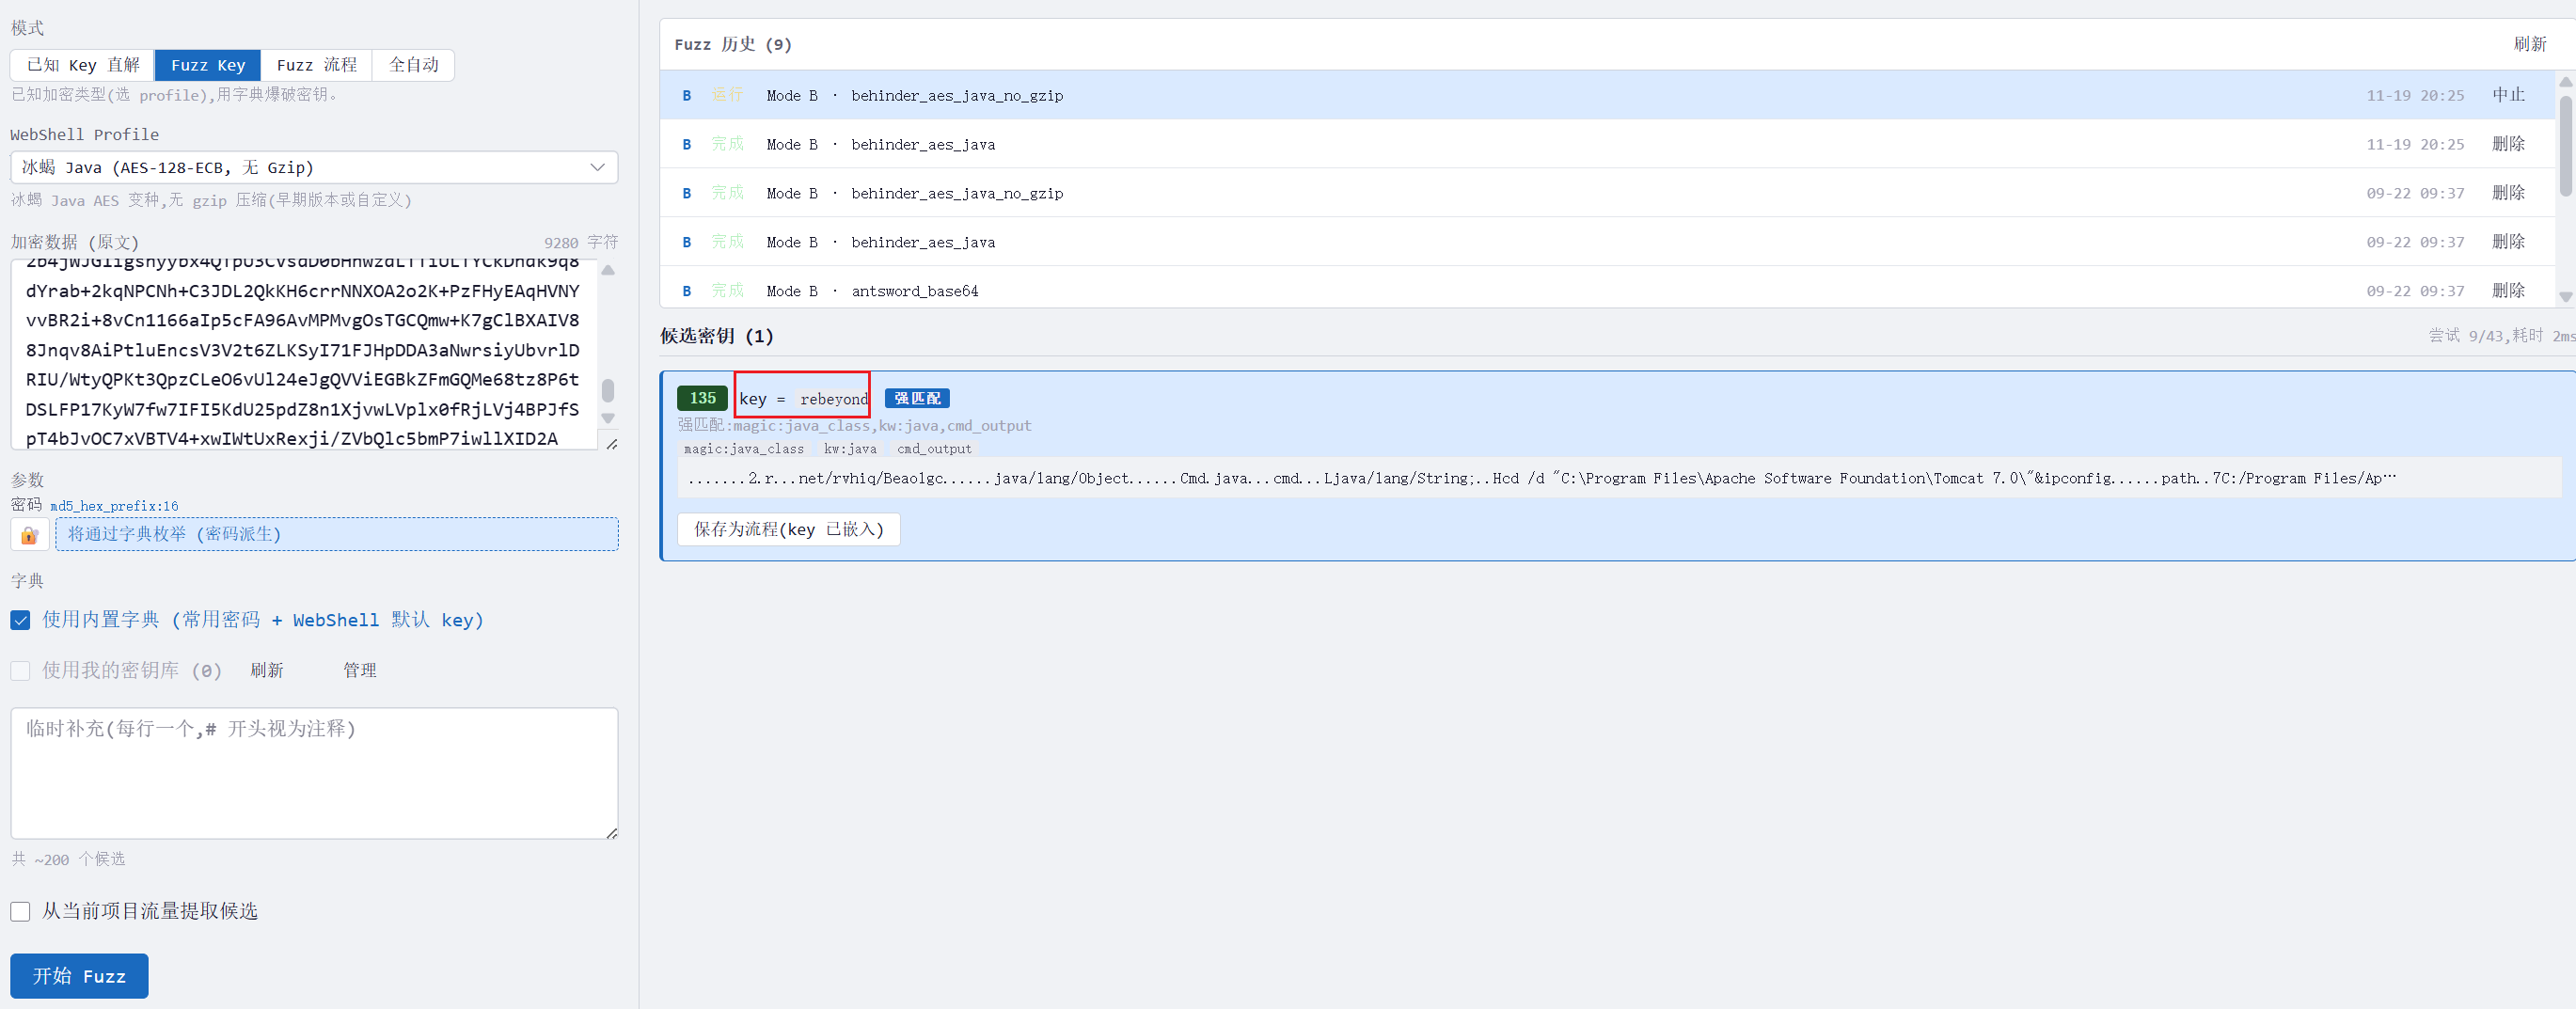 模式
已知 Key 直解 Fuzz Key Fuzz 流程 全自动
已知加密类型(选 profile),用字典爆破密钥。
WebShell Profile
冰蝎 Java (AES-128-ECB, 无 Gzip)
冰蝎 Java AES 变种,无 gzip 压缩(早期版本或自定义)
加密数据 (原文) 9280 字符
dYrab+2kqNPCNh+C3JDL2QkKH6crrNNXOA2o2K+PzFHyEAqHVNY
vvBR2i+8vCn1166aIp5cFA96AvMPMvgOsTGCQmw+K7gClBXAIV8
8Jnqv8AiPtluEncsV3V2t6ZLKSyI71FJHpDDA3aNwrsiyUbvrlD
RIU/WtyQPKt3QpzCLeO6vUl24eJgQVViEGBkZFmGQMe68tz8P6t
DSLFP17KyW7fw7IFI5KdU25pdZ8n1XjvwLVplx0fRjLVj4BPJfS
pT4bJvOC7xVBTV4+xwIWtUxRexji/ZVbQlc5bmP7iwllXID2A
参数
密码 md5_hex_prefix:16
将通过字典枚举 (密码派生)
字典
使用内置字典 (常用密码 + WebShell 默认 key)
使用我的密钥库 (0) 刷新 管理
临时补充(每行一个,# 开头视为注释)
共 ~200 个候选
从当前项目流量提取候选
开始 Fuzz
Fuzz 历史 (9) 刷新
B 运行 Mode B · behinder_aes_java_no_gzip 11-19 20:25 中止
B 完成 Mode B · behinder_aes_java 11-19 20:25 删除
B 完成 Mode B · behinder_aes_java_no_gzip 09-22 09:37 删除
B 完成 Mode B · behinder_aes_java 09-22 09:37 删除
B 完成 Mode B · antsword_base64 09-22 09:37 删除
候选密钥 (1) 尝试 9/43,耗时 2ms
135 key = rebeyond 强匹配
强匹配:magic:java_class,kw:java,cmd_output
magic:java_class kw:java cmd_output
.......2.r...net/rvhiq/Beaolgc......java/lang/Object......Cmd.java...cmd...Ljava/lang/String;..Hcd /d "C:\Program Files\Apache Software Foundation\Tomcat 7.0\"&ipconfig......path..7C:/Program Files/Ap…
保存为流程(key 已嵌入)